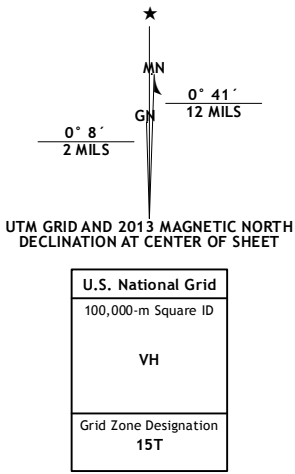 MN
0° 41´
12 MILS
GN
0° 8´
2 MILS
UTM GRID AND 2013 MAGNETIC NORTH
DECLINATION AT CENTER OF SHEET
U.S. National Grid
100,000-m Square ID
VH
Grid Zone Designation
15T